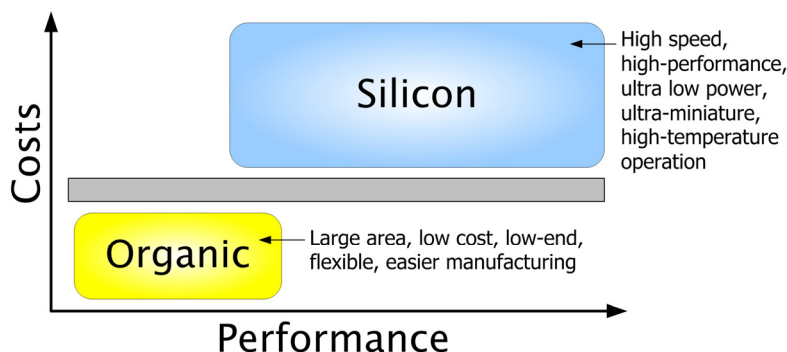 Costs
Silicon
High speed,
high-performance,
ultra low power,
ultra-miniature,
high-temperature
operation
Organic
Large area, low cost, low-end,
flexible, easier manufacturing
Performance